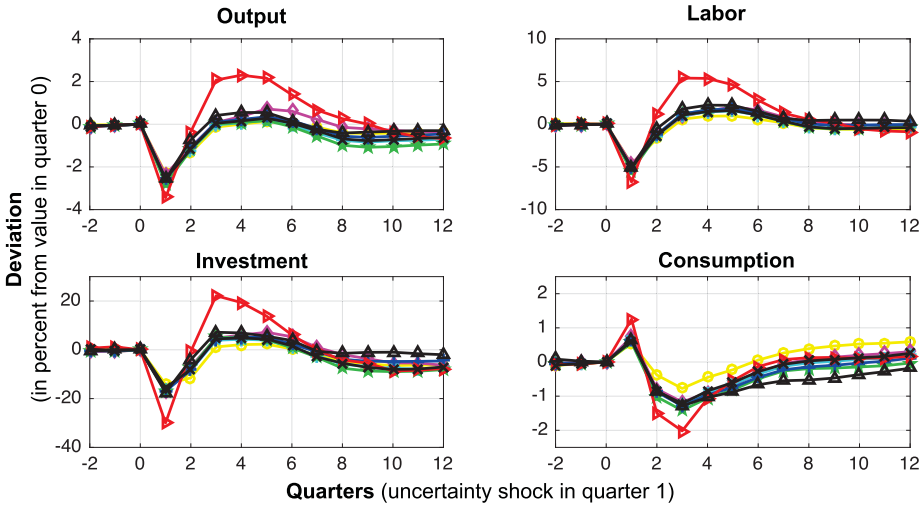 Output
4
2
0
-2
-4
-2 0 2 4 6 8 10 12
Labor
10
5
0
-5
-10
-2 0 2 4 6 8 10 12
Deviation
(in percent from value in quarter 0)
Investment
20
0
-20
-40
-2 0 2 4 6 8 10 12
Consumption
2
1
0
-1
-2
-2 0 2 4 6 8 10 12
Quarters (uncertainty shock in quarter 1)